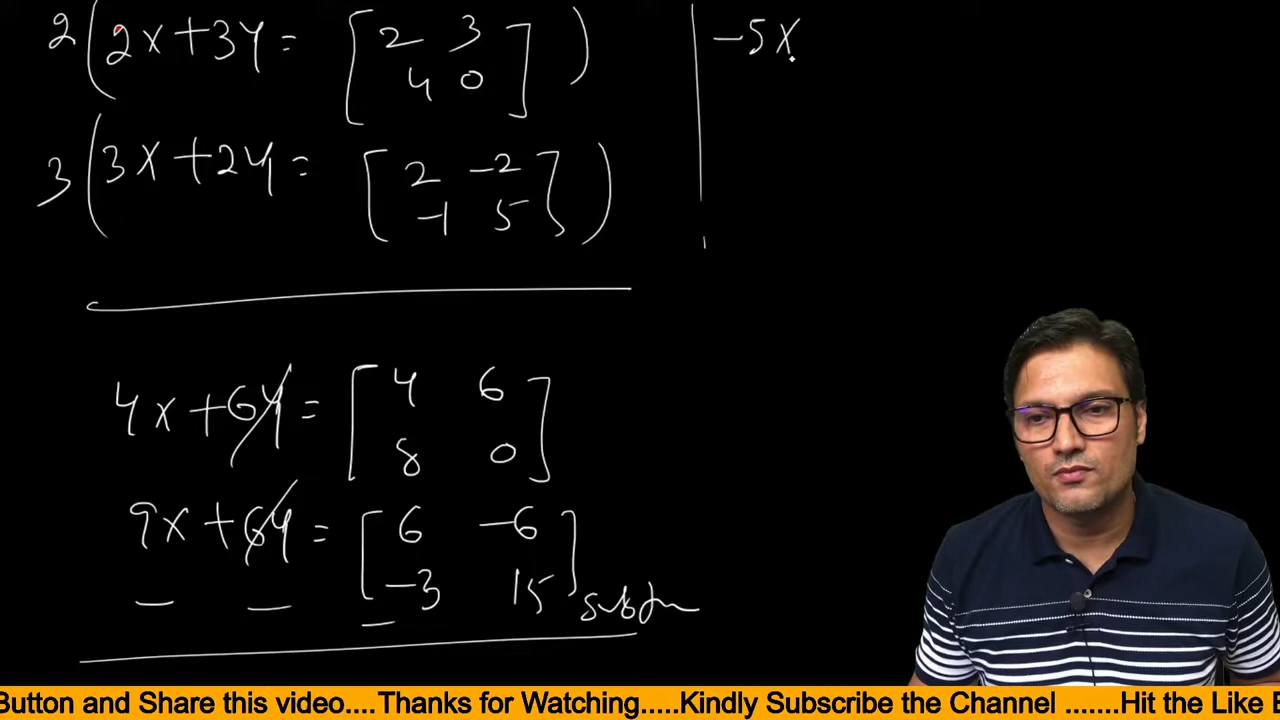 2(2x+3y= [2 3
4 0])
3(3x+2y= [2 -2
-1 5])
4x+6y= [4 6
8 0]
9x+6y= [6 -6
-3 15]
− − −
-5x
Button and Share this video....Thanks for Watching.....Kindly Subscribe the Channel .......Hit the Like B